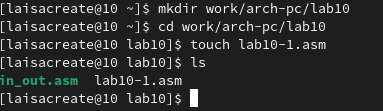 [laisacreate@10 ~]$ mkdir work/arch-pc/lab10
[laisacreate@10 ~]$ cd work/arch-pc/lab10
[laisacreate@10 lab10]$ touch lab10-1.asm
[laisacreate@10 lab10]$ ls
in_out.asm  lab10-1.asm
[laisacreate@10 lab10]$